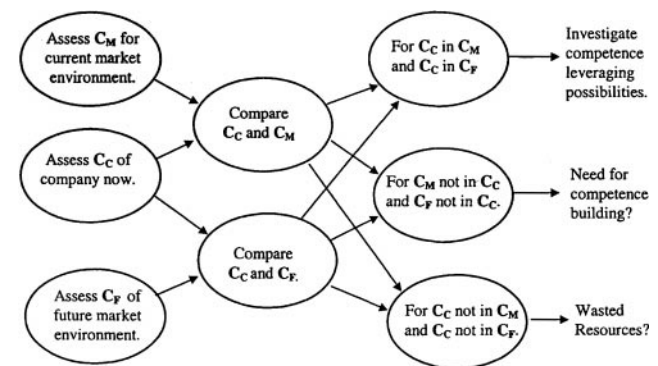 Assess C_M for
current market
environment.
Assess C_C of
company now.
Assess C_F of
future market
environment.
Compare
C_C and C_M
Compare
C_C and C_F.
For C_C in C_M
and C_C in C_F
For C_M not in C_C
and C_F not in C_C.
For C_C not in C_M
and C_C not in C_F.
Investigate
competence
leveraging
possibilities.
Need for
competence
building?
Wasted
Resources?